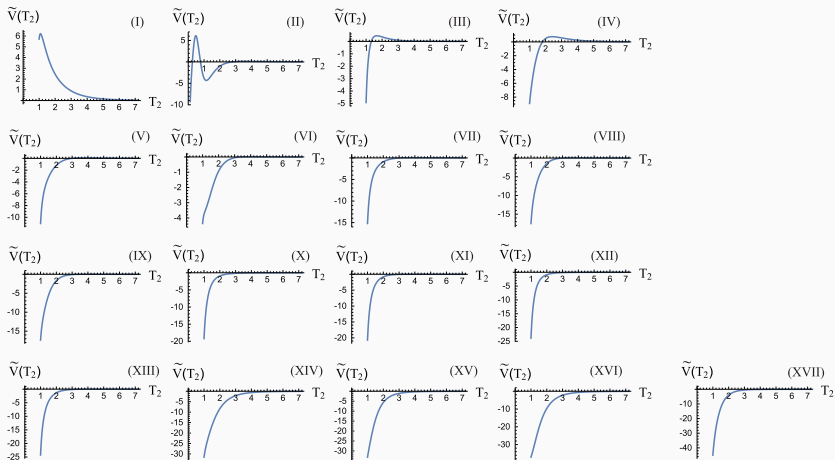 Ṽ(T₂) (I)
6
5
4
3
2
1
1 2 3 4 5 6 7 T₂
Ṽ(T₂) (II)
5
-5
-10
1 2 3 4 5 6 7 T₂
Ṽ(T₂) (III)
-1
-2
-3
-4
-5
1 2 3 4 5 6 7 T₂
Ṽ(T₂) (IV)
-2
-4
-6
-8
1 2 3 4 5 6 7 T₂
Ṽ(T₂) (V)
-2
-4
-6
-8
-10
1 2 3 4 5 6 7 T₂
Ṽ(T₂) (VI)
-1
-2
-3
-4
1 2 3 4 5 6 7 T₂
Ṽ(T₂) (VII)
-5
-10
-15
1 2 3 4 5 6 7 T₂
Ṽ(T₂) (VIII)
-5
-10
-15
1 2 3 4 5 6 7 T₂
Ṽ(T₂) (IX)
-5
-10
-15
1 2 3 4 5 6 7 T₂
Ṽ(T₂) (X)
-5
-10
-15
-20
1 2 3 4 5 6 7 T₂
Ṽ(T₂) (XI)
-5
-10
-15
-20
1 2 3 4 5 6 7 T₂
Ṽ(T₂) (XII)
-5
-10
-15
-20
-25
1 2 3 4 5 6 7 T₂
Ṽ(T₂) (XIII)
-5
-10
-15
-20
-25
1 2 3 4 5 6 7 T₂
Ṽ(T₂) (XIV)
-5
-10
-15
-20
-25
-30
1 2 3 4 5 6 7 T₂
Ṽ(T₂) (XV)
-5
-10
-15
-20
-25
-30
1 2 3 4 5 6 7 T₂
Ṽ(T₂) (XVI)
-10
-20
-30
1 2 3 4 5 6 7 T₂
Ṽ(T₂) (XVII)
-10
-20
-30
-40
1 2 3 4 5 6 7 T₂